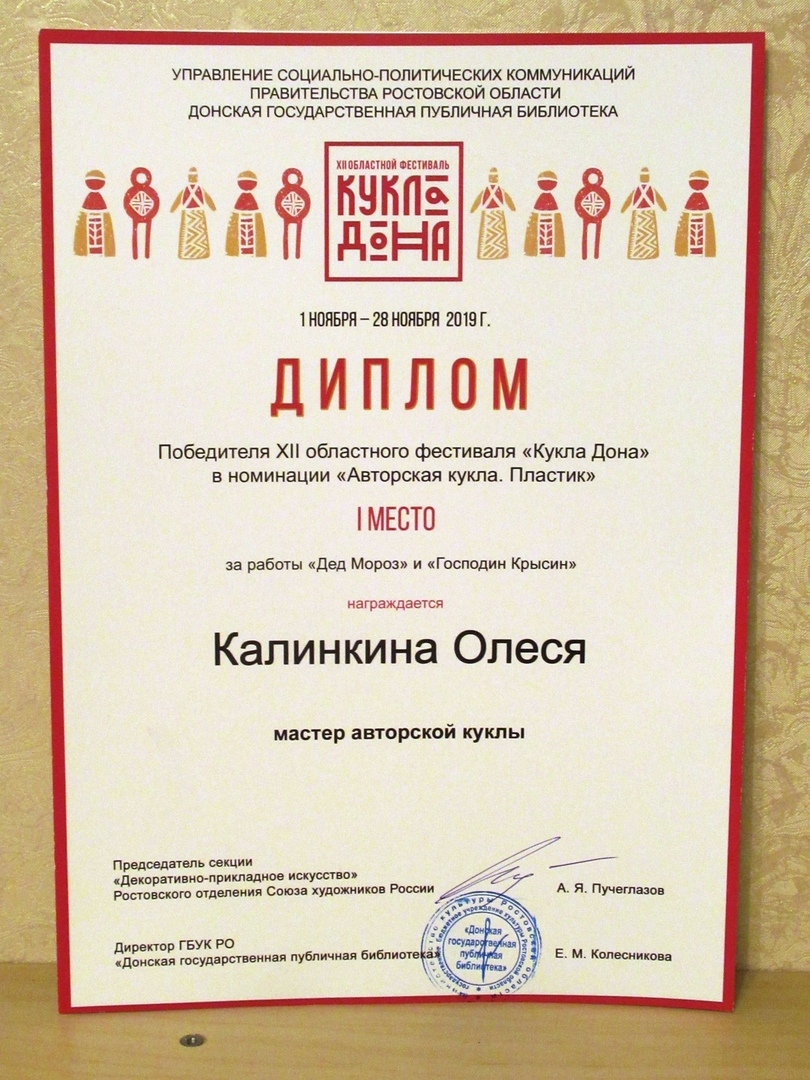 УПРАВЛЕНИЕ СОЦИАЛЬНО-ПОЛИТИЧЕСКИХ КОММУНИКАЦИЙ
ПРАВИТЕЛЬСТВА РОСТОВСКОЙ ОБЛАСТИ
ДОНСКАЯ ГОСУДАРСТВЕННАЯ ПУБЛИЧНАЯ БИБЛИОТЕКА
XII ОБЛАСТНОЙ ФЕСТИВАЛЬ
КУКЛА
ДОНА
1 НОЯБРЯ – 28 НОЯБРЯ 2019 Г.
ДИПЛОМ
Победителя XII областного фестиваля «Кукла Дона»
в номинации «Авторская кукла. Пластик»
I МЕСТО
за работы «Дед Мороз» и «Господин Крысин»
награждается
Калинкина Олеся
мастер авторской куклы
Председатель секции
«Декоративно-прикладное искусство»
Ростовского отделения Союза художников России
А. Я. Пучеглазов
Директор ГБУК РО
«Донская государственная публичная библиотека»
Е. М. Колесникова
«Донская
государственная
публичная
библиотека»